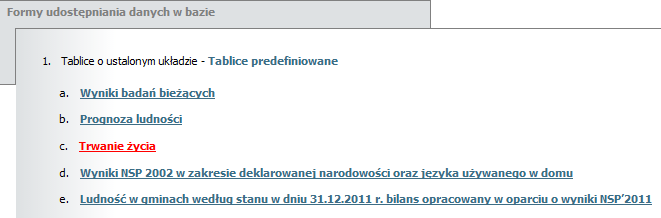 Formy udostępniania danych w bazie
1. Tablice o ustalonym układzie - Tablice predefiniowane
a. Wyniki badań bieżących
b. Prognoza ludności
c. Trwanie życia
d. Wyniki NSP 2002 w zakresie deklarowanej narodowości oraz języka używanego w domu
e. Ludność w gminach według stanu w dniu 31.12.2011 r. bilans opracowany w oparciu o wyniki NSP’2011